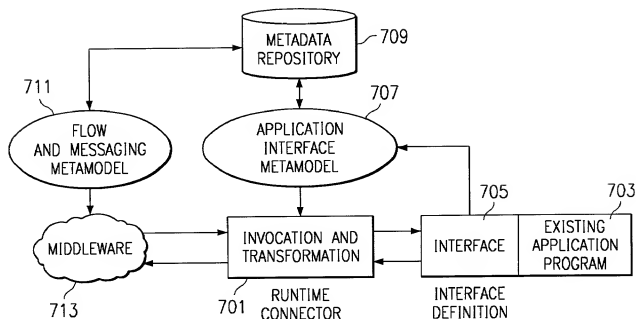 METADATA
REPOSITORY
709
711
707
FLOW
AND MESSAGING
METAMODEL
APPLICATION
INTERFACE
METAMODEL
705
703
MIDDLEWARE
INVOCATION AND
TRANSFORMATION
INTERFACE
EXISTING
APPLICATION
PROGRAM
713
701
RUNTIME
CONNECTOR
INTERFACE
DEFINITION